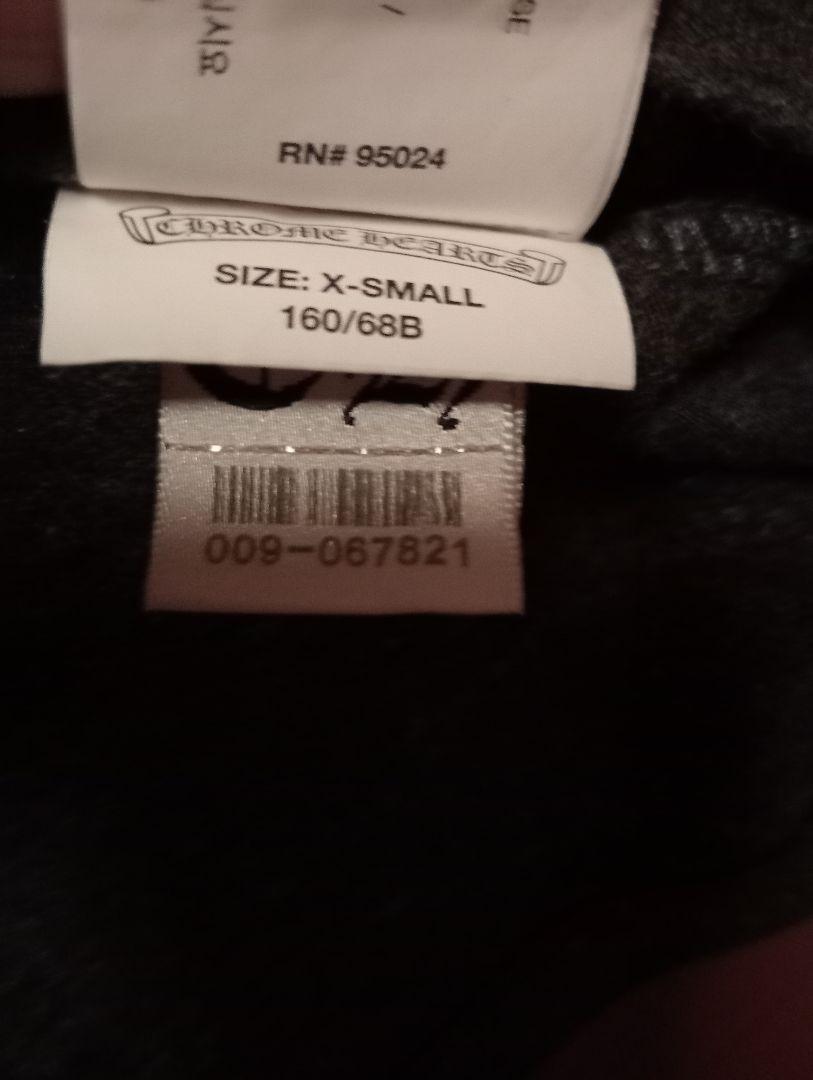 RN# 95024
CHROME HEARTS
SIZE: X-SMALL
160/68B
009-067821